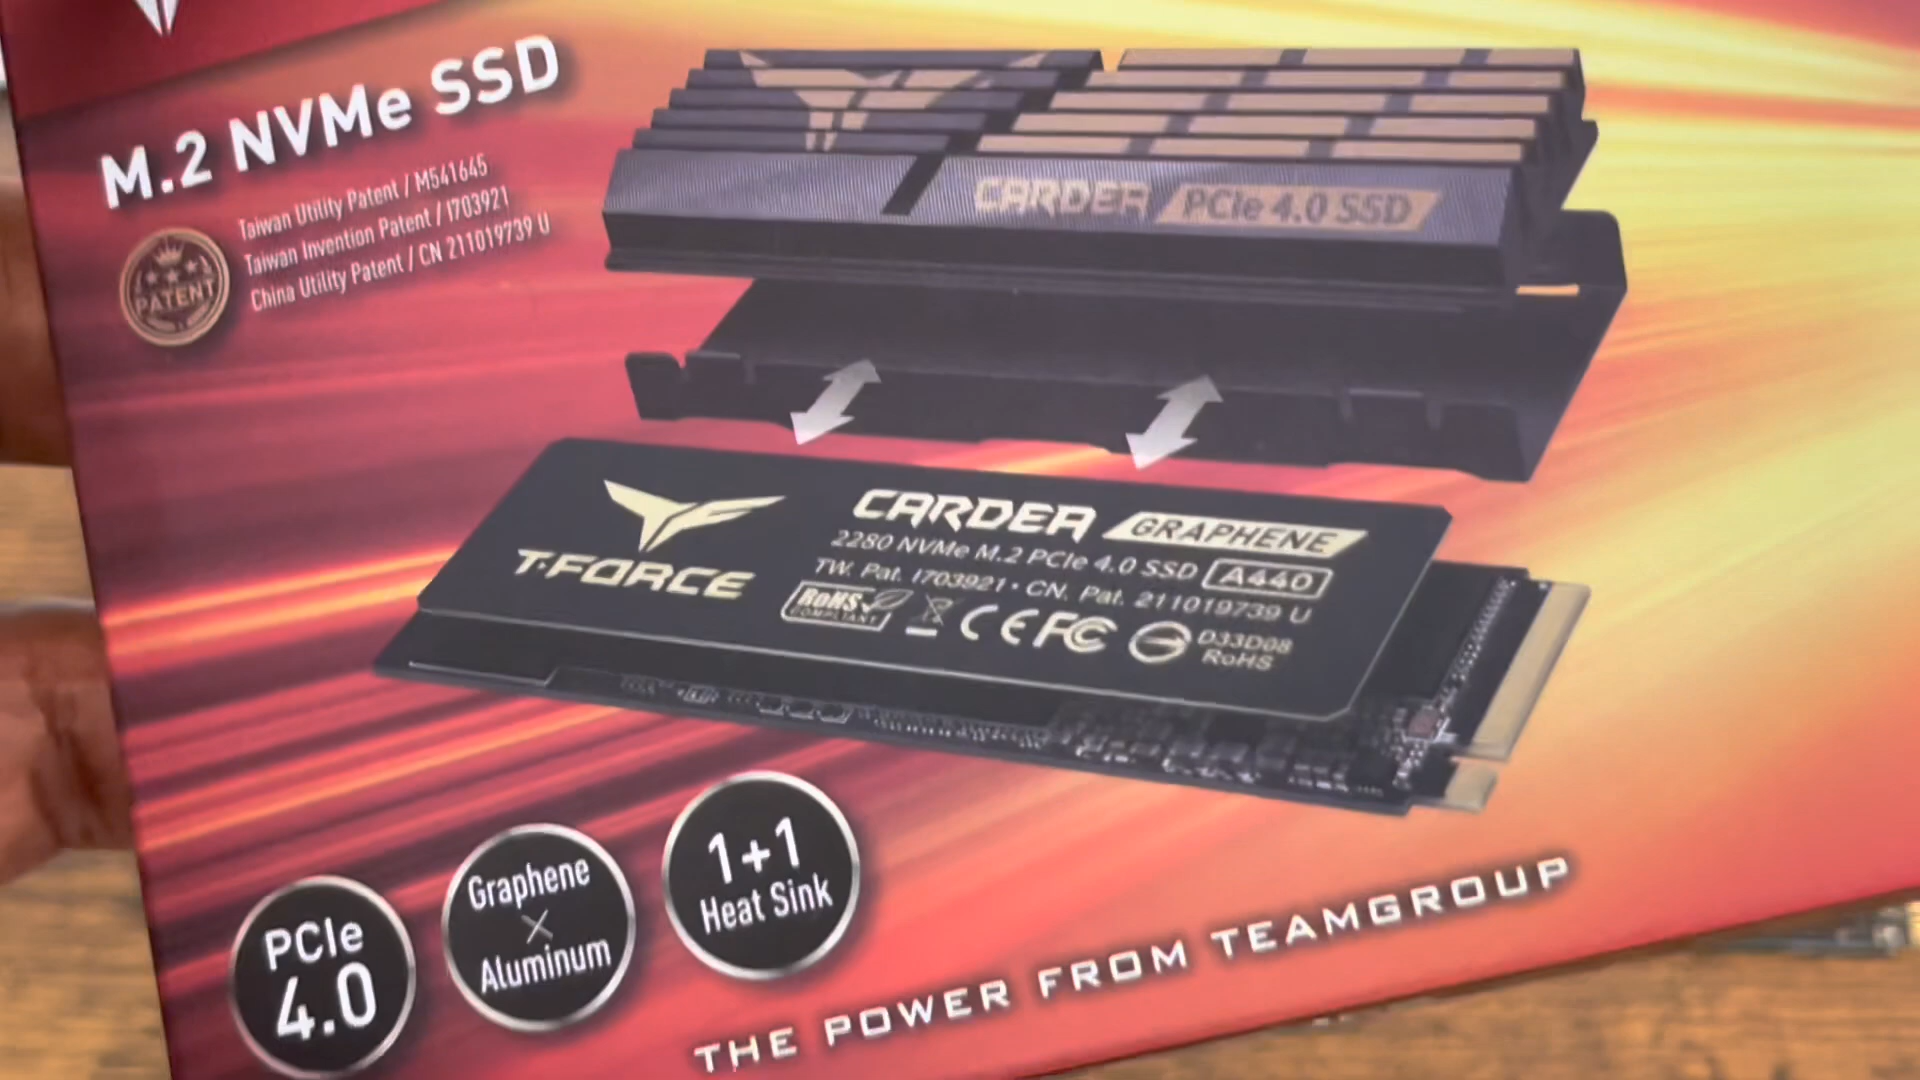 M.2 NVMe SSD
Taiwan Utility Patent / M541645
Taiwan Invention Patent / I703921
China Utility Patent / CN 211019739 U
PATENT
CARDEA PCIe 4.0 SSD
T-FORCE
CARDEA GRAPHENE
2280 NVMe M.2 PCIe 4.0 SSD A440
TW. Pat. I703921 · CN. Pat. 211019739 U
RoHS
COMPLIANT
CE FC
D33D08
RoHS
PCIe
4.0
Graphene
×
Aluminum
1+1
Heat Sink
THE POWER FROM TEAMGROUP